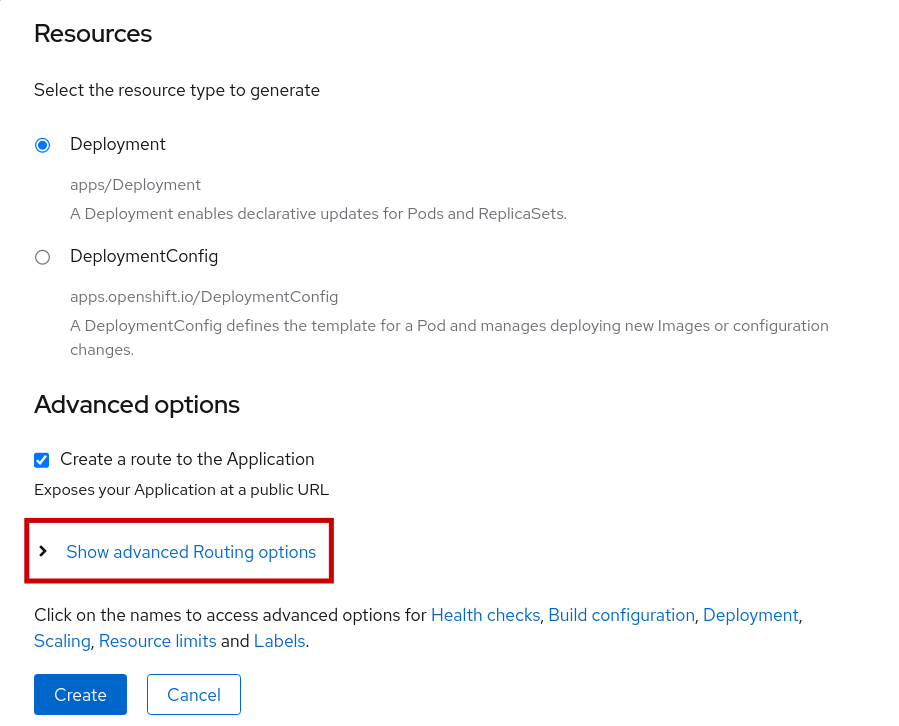 Resources
Select the resource type to generate
Deployment
apps/Deployment
A Deployment enables declarative updates for Pods and ReplicaSets.
DeploymentConfig
apps.openshift.io/DeploymentConfig
A DeploymentConfig defines the template for a Pod and manages deploying new Images or configuration
changes.
Advanced options
Create a route to the Application
Exposes your Application at a public URL
Show advanced Routing options
Click on the names to access advanced options for Health checks, Build configuration, Deployment,
Scaling, Resource limits and Labels.
Create Cancel